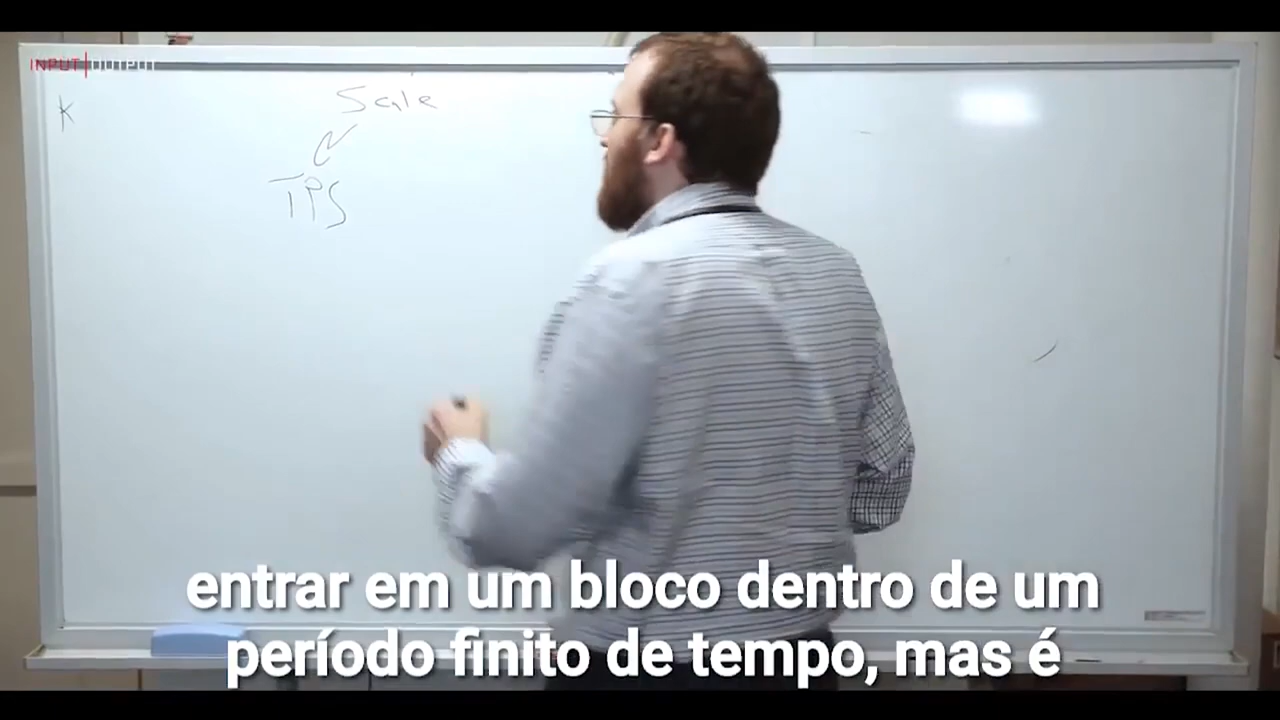 INPUT|OUTPUT
K
Scale
TPS
entrar em um bloco dentro de um
período finito de tempo, mas é